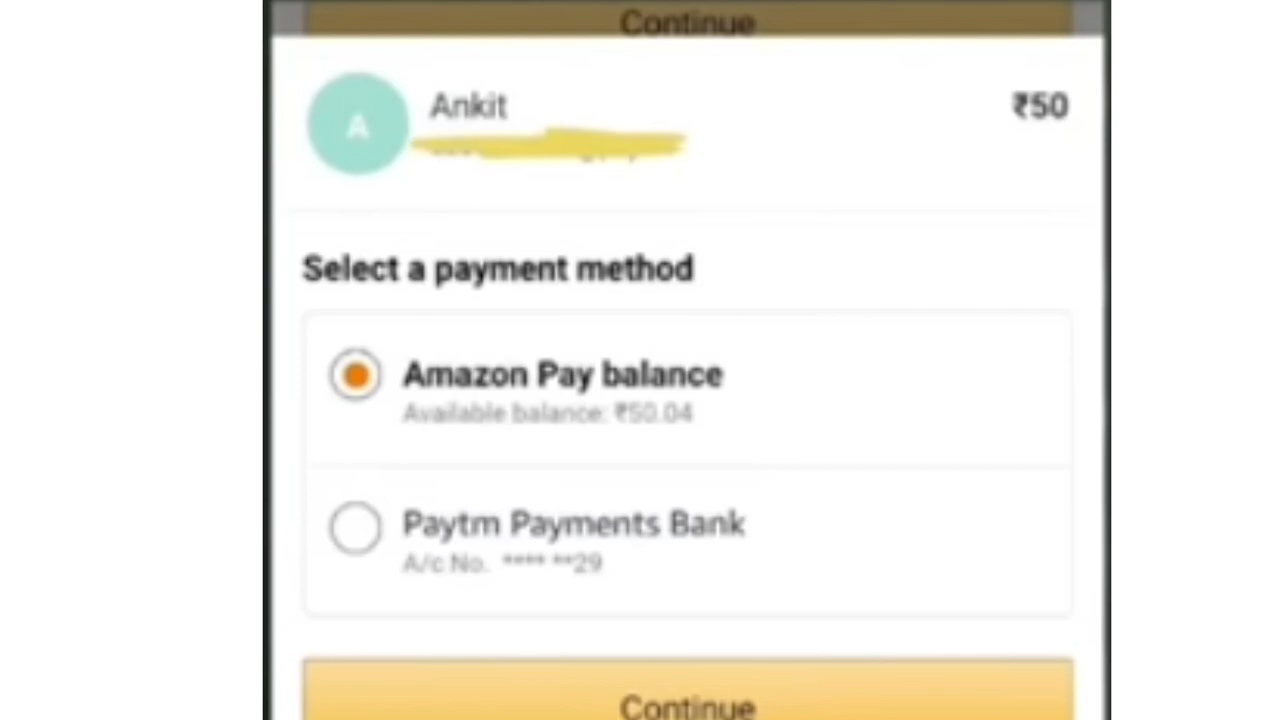 Continue
A
Ankit
₹50
Select a payment method
Amazon Pay balance
Available balance: ₹50.04
Paytm Payments Bank
A/c No. **** **29
Continue